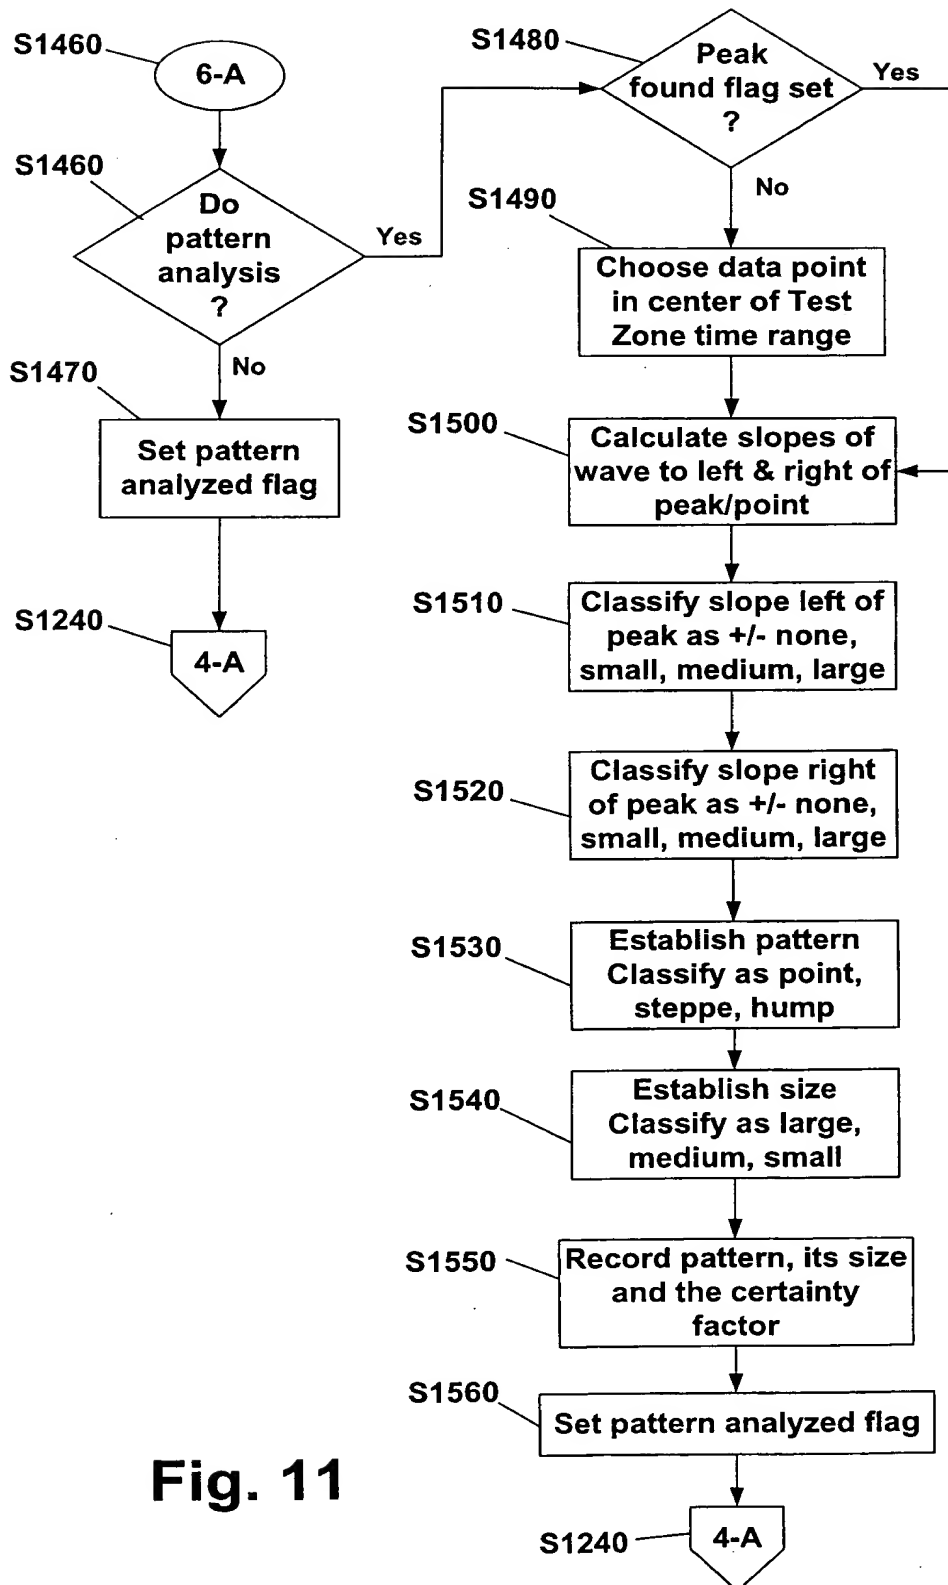 S1460
6-A
S1460
Do
pattern
analysis
?
Yes
No
S1470
Set pattern
analyzed flag
S1240
4-A
S1480
Peak
found flag set
?
Yes
No
S1490
Choose data point
in center of Test
Zone time range
S1500
Calculate slopes of
wave to left & right of
peak/point
S1510
Classify slope left of
peak as +/- none,
small, medium, large
S1520
Classify slope right
of peak as +/- none,
small, medium, large
S1530
Establish pattern
Classify as point,
steppe, hump
S1540
Establish size
Classify as large,
medium, small
S1550
Record pattern, its size
and the certainty
factor
S1560
Set pattern analyzed flag
S1240
4-A
Fig. 11